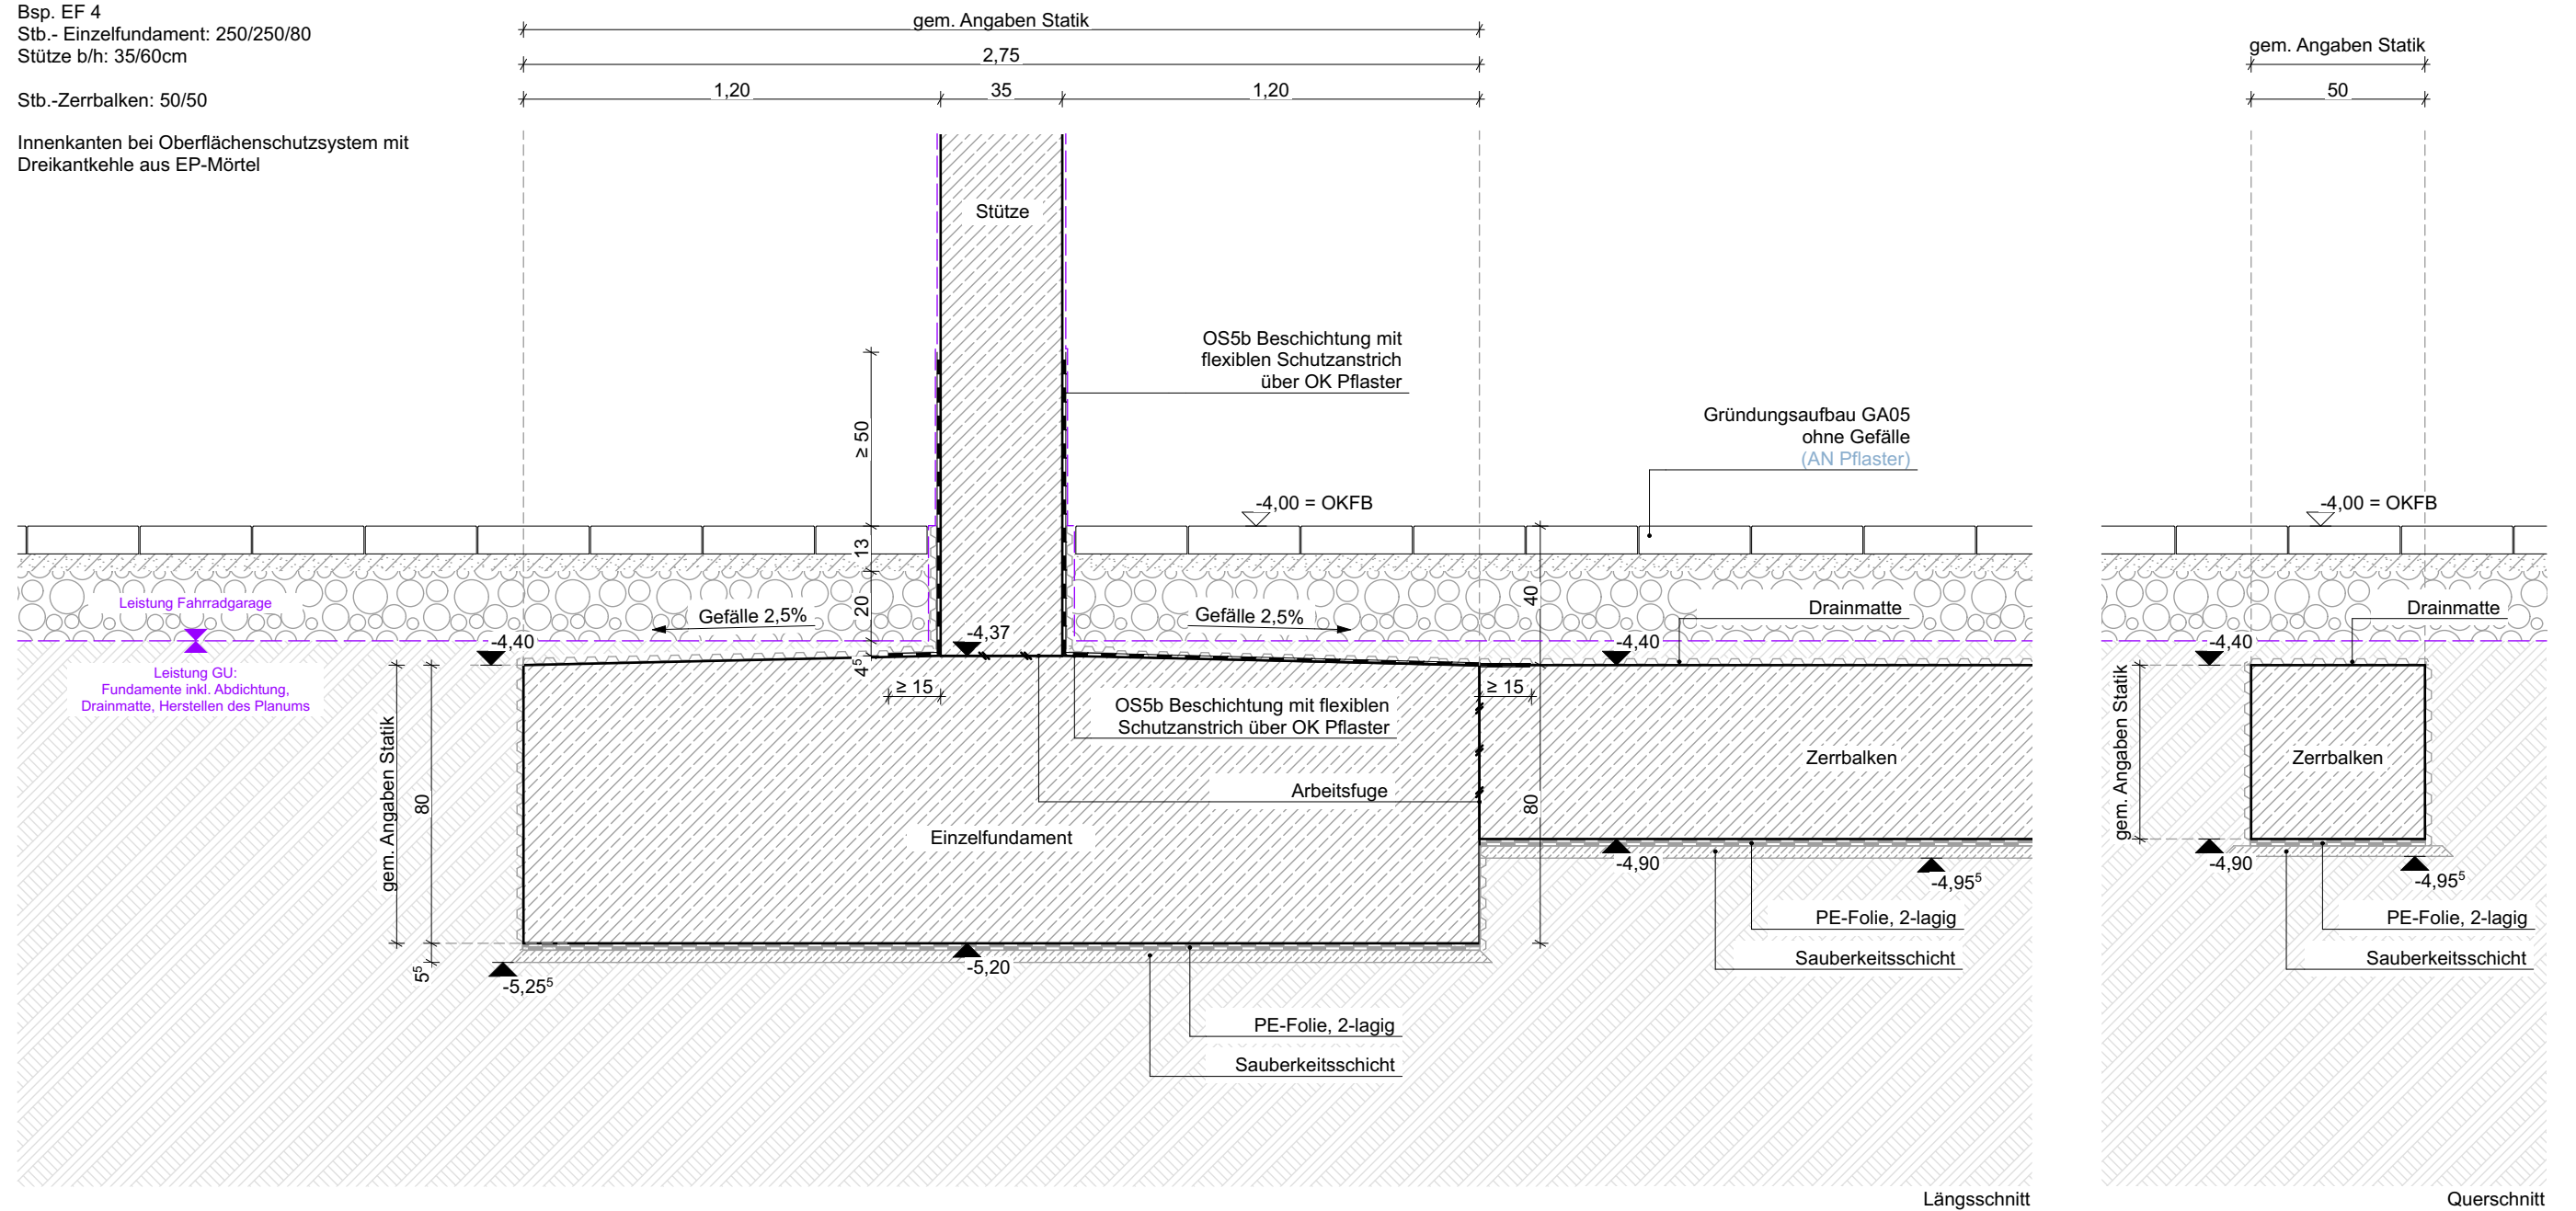 Bsp. EF 4
Stb.- Einzelfundament: 250/250/80
Stütze b/h: 35/60cm
Stb.-Zerrbalken: 50/50
Innenkanten bei Oberflächenschutzsystem mit
Dreikantkehle aus EP-Mörtel
gem. Angaben Statik
2,75
1,20
35
1,20
gem. Angaben Statik
50
Stütze
OS5b Beschichtung mit
flexiblen Schutzanstrich
über OK Pflaster
≥ 50
Gründungsaufbau GA05
ohne Gefälle
(AN Pflaster)
-4,00 = OKFB
-4,00 = OKFB
13
20
4⁵
40
Leistung Fahrradgarage
Gefälle 2,5%
Gefälle 2,5%
Drainmatte
Drainmatte
-4,40
-4,37
-4,40
-4,40
Leistung GU:
Fundamente inkl. Abdichtung,
Drainmatte, Herstellen des Planums
≥ 15
≥ 15
OS5b Beschichtung mit flexiblen
Schutzanstrich über OK Pflaster
gem. Angaben Statik
80
Arbeitsfuge
80
Zerrbalken
gem. Angaben Statik
Zerrbalken
Einzelfundament
-4,90
-4,95⁵
-4,90
-4,95⁵
PE-Folie, 2-lagig
PE-Folie, 2-lagig
Sauberkeitsschicht
Sauberkeitsschicht
5⁵
-5,25⁵
-5,20
PE-Folie, 2-lagig
Sauberkeitsschicht
Längsschnitt
Querschnitt